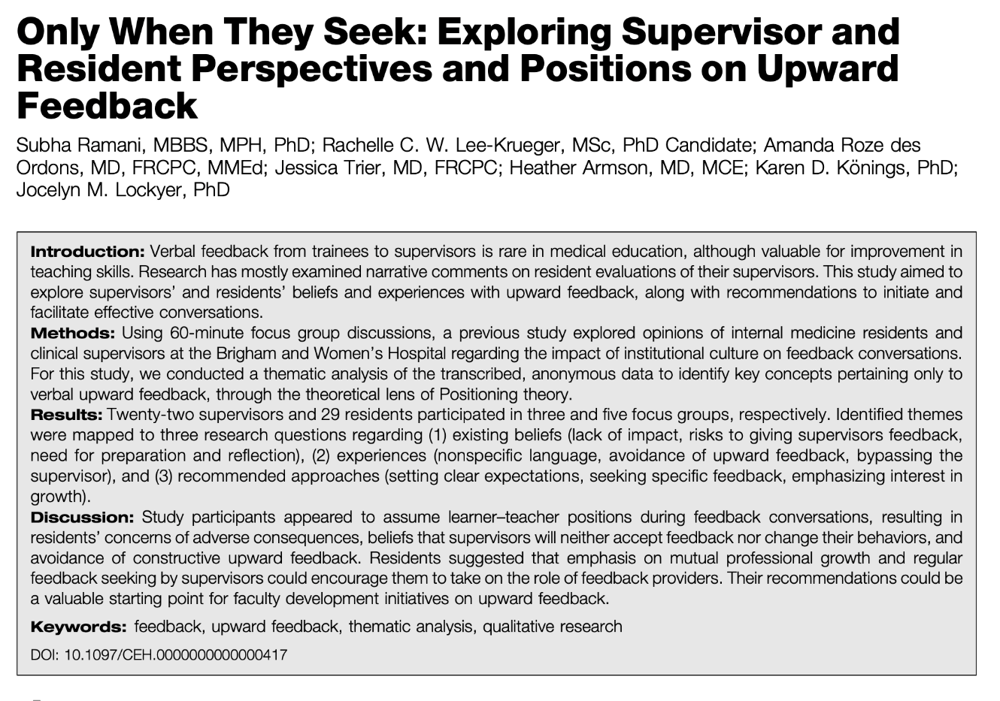 Only When They Seek: Exploring Supervisor and
Resident Perspectives and Positions on Upward
Feedback
Subha Ramani, MBBS, MPH, PhD; Rachelle C. W. Lee-Krueger, MSc, PhD Candidate; Amanda Roze des
Ordons, MD, FRCPC, MMEd; Jessica Trier, MD, FRCPC; Heather Armson, MD, MCE; Karen D. Könings, PhD;
Jocelyn M. Lockyer, PhD
Introduction: Verbal feedback from trainees to supervisors is rare in medical education, although valuable for improvement in
teaching skills. Research has mostly examined narrative comments on resident evaluations of their supervisors. This study aimed to
explore supervisors’ and residents’ beliefs and experiences with upward feedback, along with recommendations to initiate and
facilitate effective conversations.
Methods: Using 60-minute focus group discussions, a previous study explored opinions of internal medicine residents and
clinical supervisors at the Brigham and Women’s Hospital regarding the impact of institutional culture on feedback conversations.
For this study, we conducted a thematic analysis of the transcribed, anonymous data to identify key concepts pertaining only to
verbal upward feedback, through the theoretical lens of Positioning theory.
Results: Twenty-two supervisors and 29 residents participated in three and five focus groups, respectively. Identified themes
were mapped to three research questions regarding (1) existing beliefs (lack of impact, risks to giving supervisors feedback,
need for preparation and reflection), (2) experiences (nonspecific language, avoidance of upward feedback, bypassing the
supervisor), and (3) recommended approaches (setting clear expectations, seeking specific feedback, emphasizing interest in
growth).
Discussion: Study participants appeared to assume learner–teacher positions during feedback conversations, resulting in
residents’ concerns of adverse consequences, beliefs that supervisors will neither accept feedback nor change their behaviors, and
avoidance of constructive upward feedback. Residents suggested that emphasis on mutual professional growth and regular
feedback seeking by supervisors could encourage them to take on the role of feedback providers. Their recommendations could be
a valuable starting point for faculty development initiatives on upward feedback.
Keywords: feedback, upward feedback, thematic analysis, qualitative research
DOI: 10.1097/CEH.0000000000000417